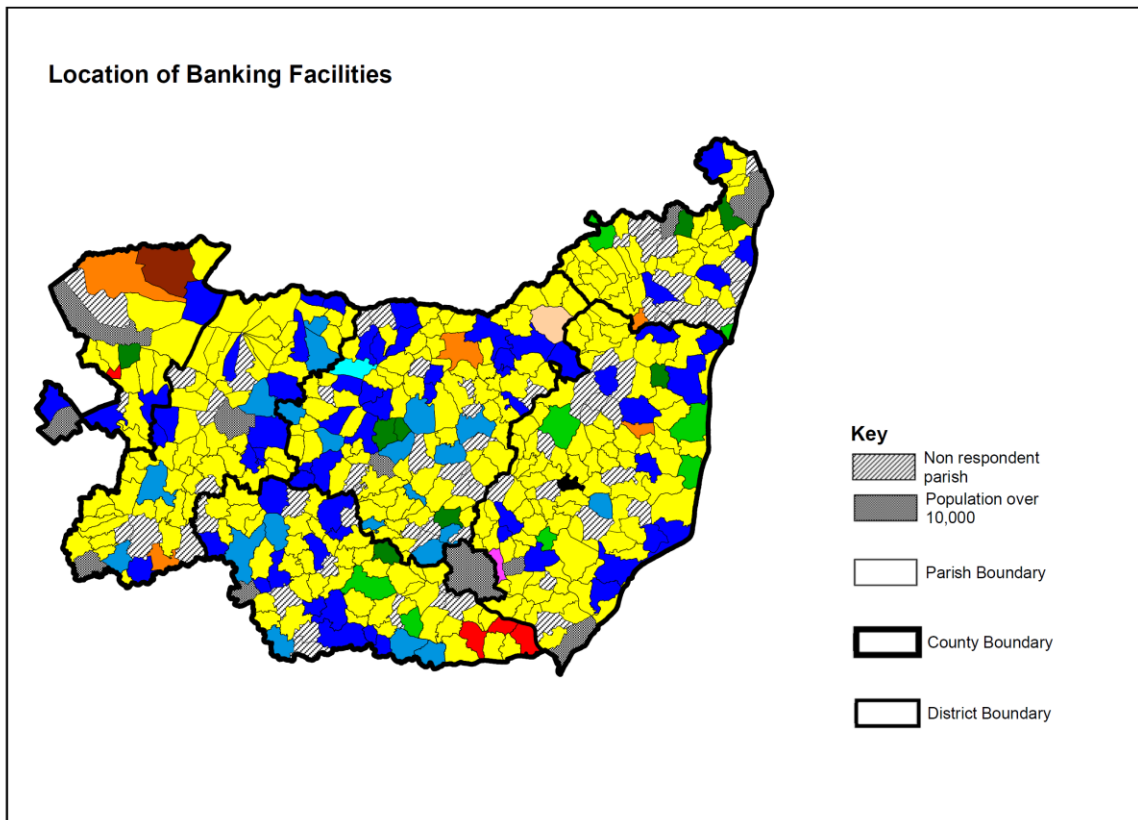 Location of Banking Facilities
Key
Non respondent
parish
Population over
10,000
Parish Boundary
County Boundary
District Boundary